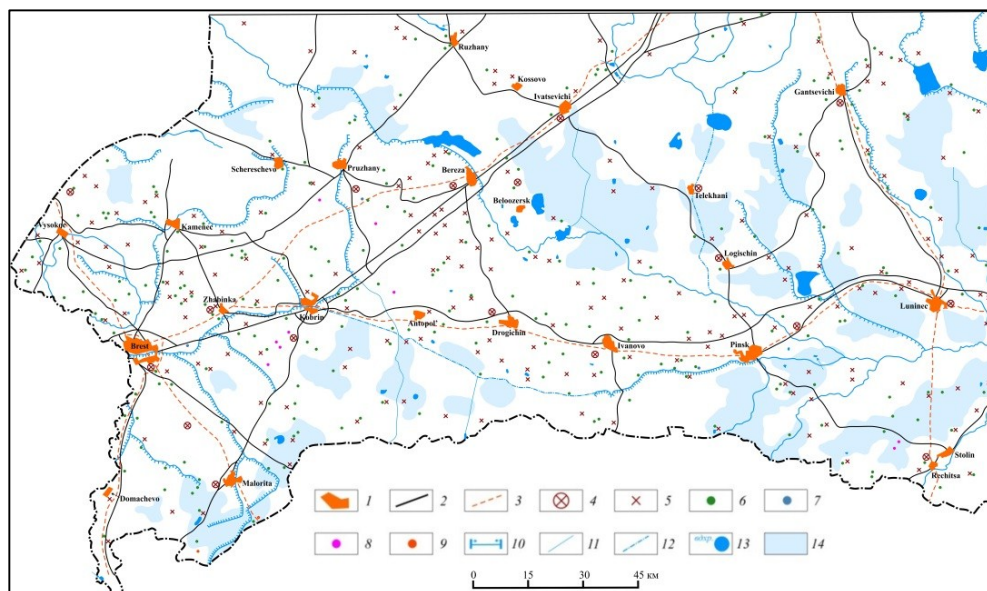 Ruzhany
Kossovo
Ivatsevichi
Gantsevichi
Schereschevo
Pruzhany
Bereza
Beloozersk
Telekhani
Vysokoe
Kamenec
Logischin
Zhabinka
Kobrin
Antopol'
Drogichin
Luninec
Brest
Ivanovo
Pinsk
Stolin
Rechitsa
Malorita
Domachevo
1 2 3 4 5 6 7
8 9 10 11 12 13 14
0 15 30 45 км